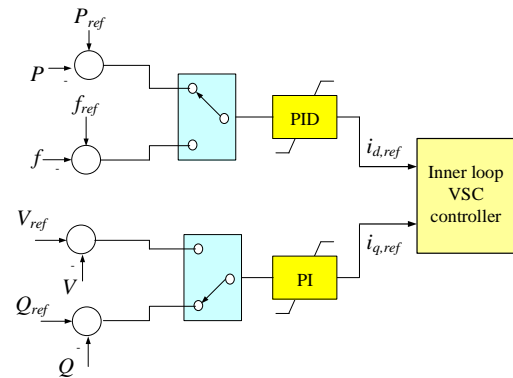 P_ref
P
-
f_ref
f
-
PID
i_d,ref
Inner loop
VSC
controller
V_ref
-
V
i_q,ref
PI
Q_ref
-
Q